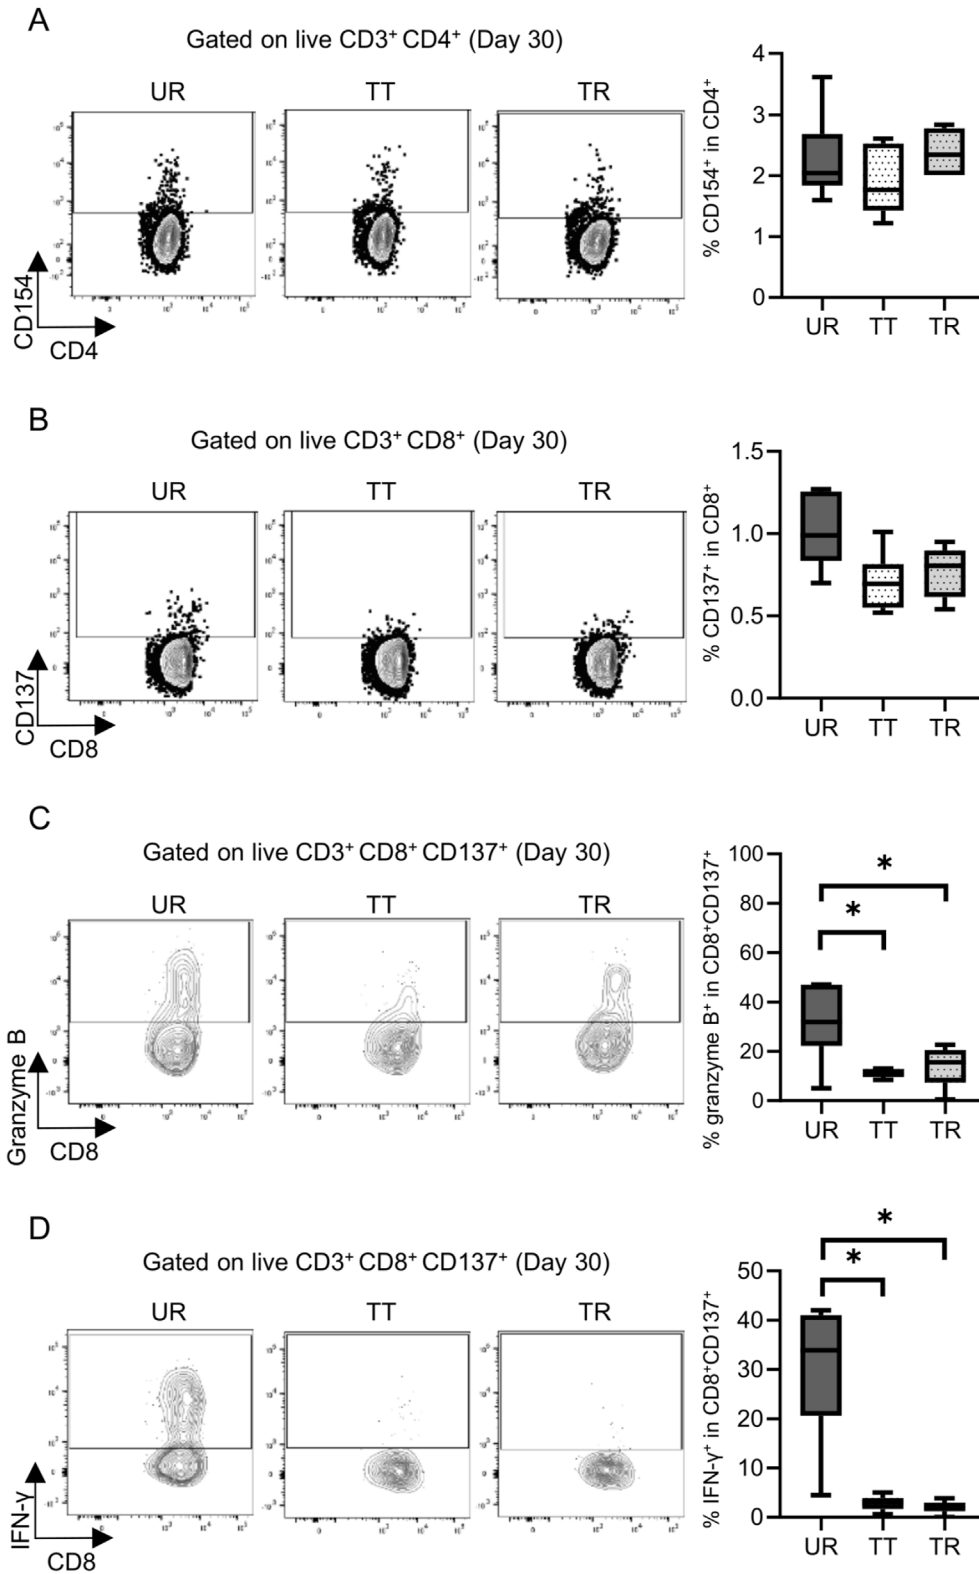 A
Gated on live CD3⁺ CD4⁺ (Day 30)
UR
TT
TR
CD154
CD4
% CD154⁺ in CD4⁺
4
3
2
1
0
UR
TT
TR
B
Gated on live CD3⁺ CD8⁺ (Day 30)
UR
TT
TR
CD137
CD8
% CD137⁺ in CD8⁺
1.5
1.0
0.5
0.0
UR
TT
TR
C
Gated on live CD3⁺ CD8⁺ CD137⁺ (Day 30)
UR
TT
TR
Granzyme B
CD8
% granzyme B⁺ in CD8⁺CD137⁺
100
80
60
40
20
0
*
*
UR
TT
TR
D
Gated on live CD3⁺ CD8⁺ CD137⁺ (Day 30)
UR
TT
TR
IFN-γ
CD8
% IFN-γ⁺ in CD8⁺CD137⁺
50
40
30
20
10
0
*
*
UR
TT
TR